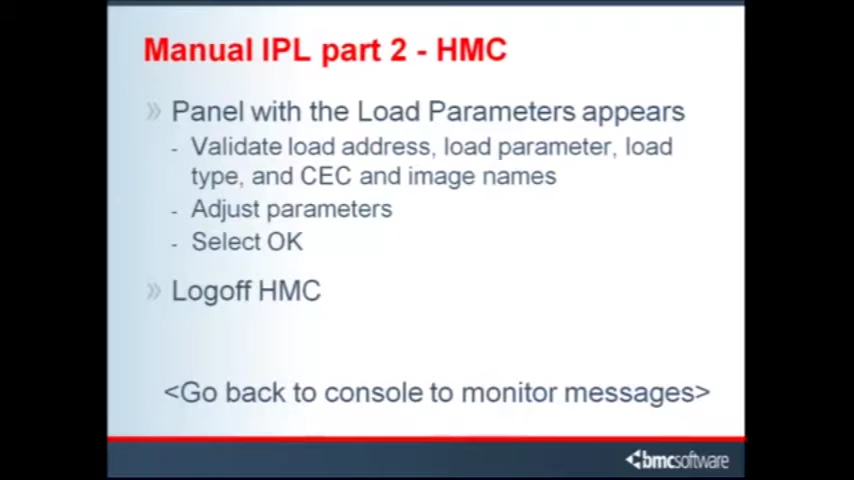 Manual IPL part 2 - HMC
» Panel with the Load Parameters appears
- Validate load address, load parameter, load
type, and CEC and image names
- Adjust parameters
- Select OK
» Logoff HMC
<Go back to console to monitor messages>
bmcsoftware